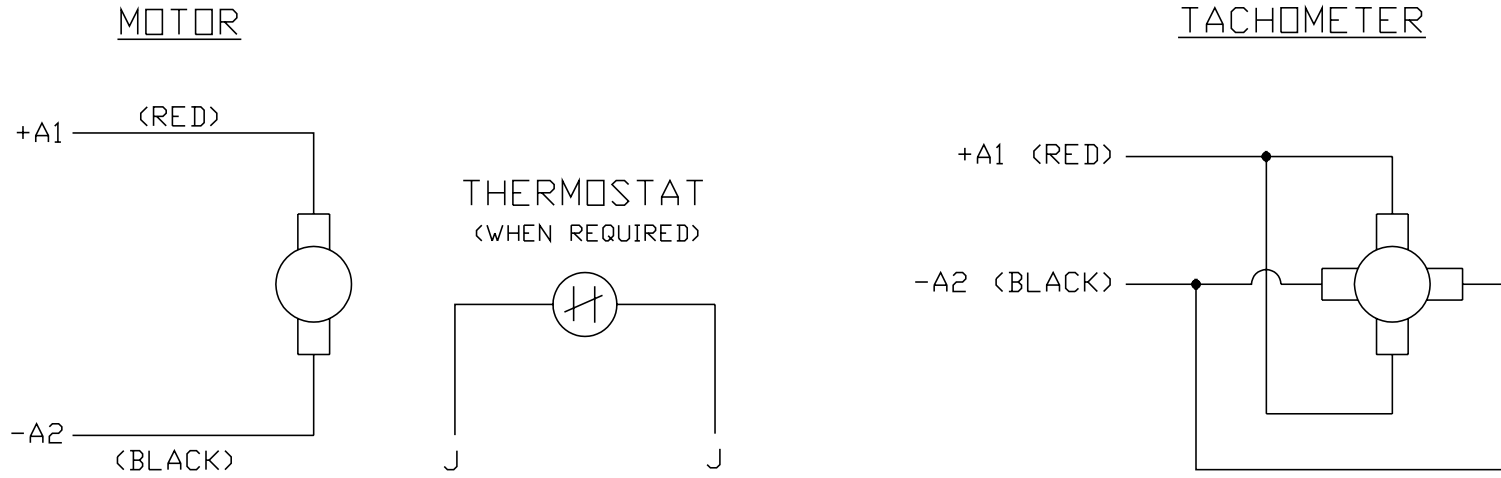 MOTOR
+A1
(RED)
-A2
(BLACK)
THERMOSTAT
(WHEN REQUIRED)
J
J
TACHOMETER
+A1 (RED)
-A2 (BLACK)